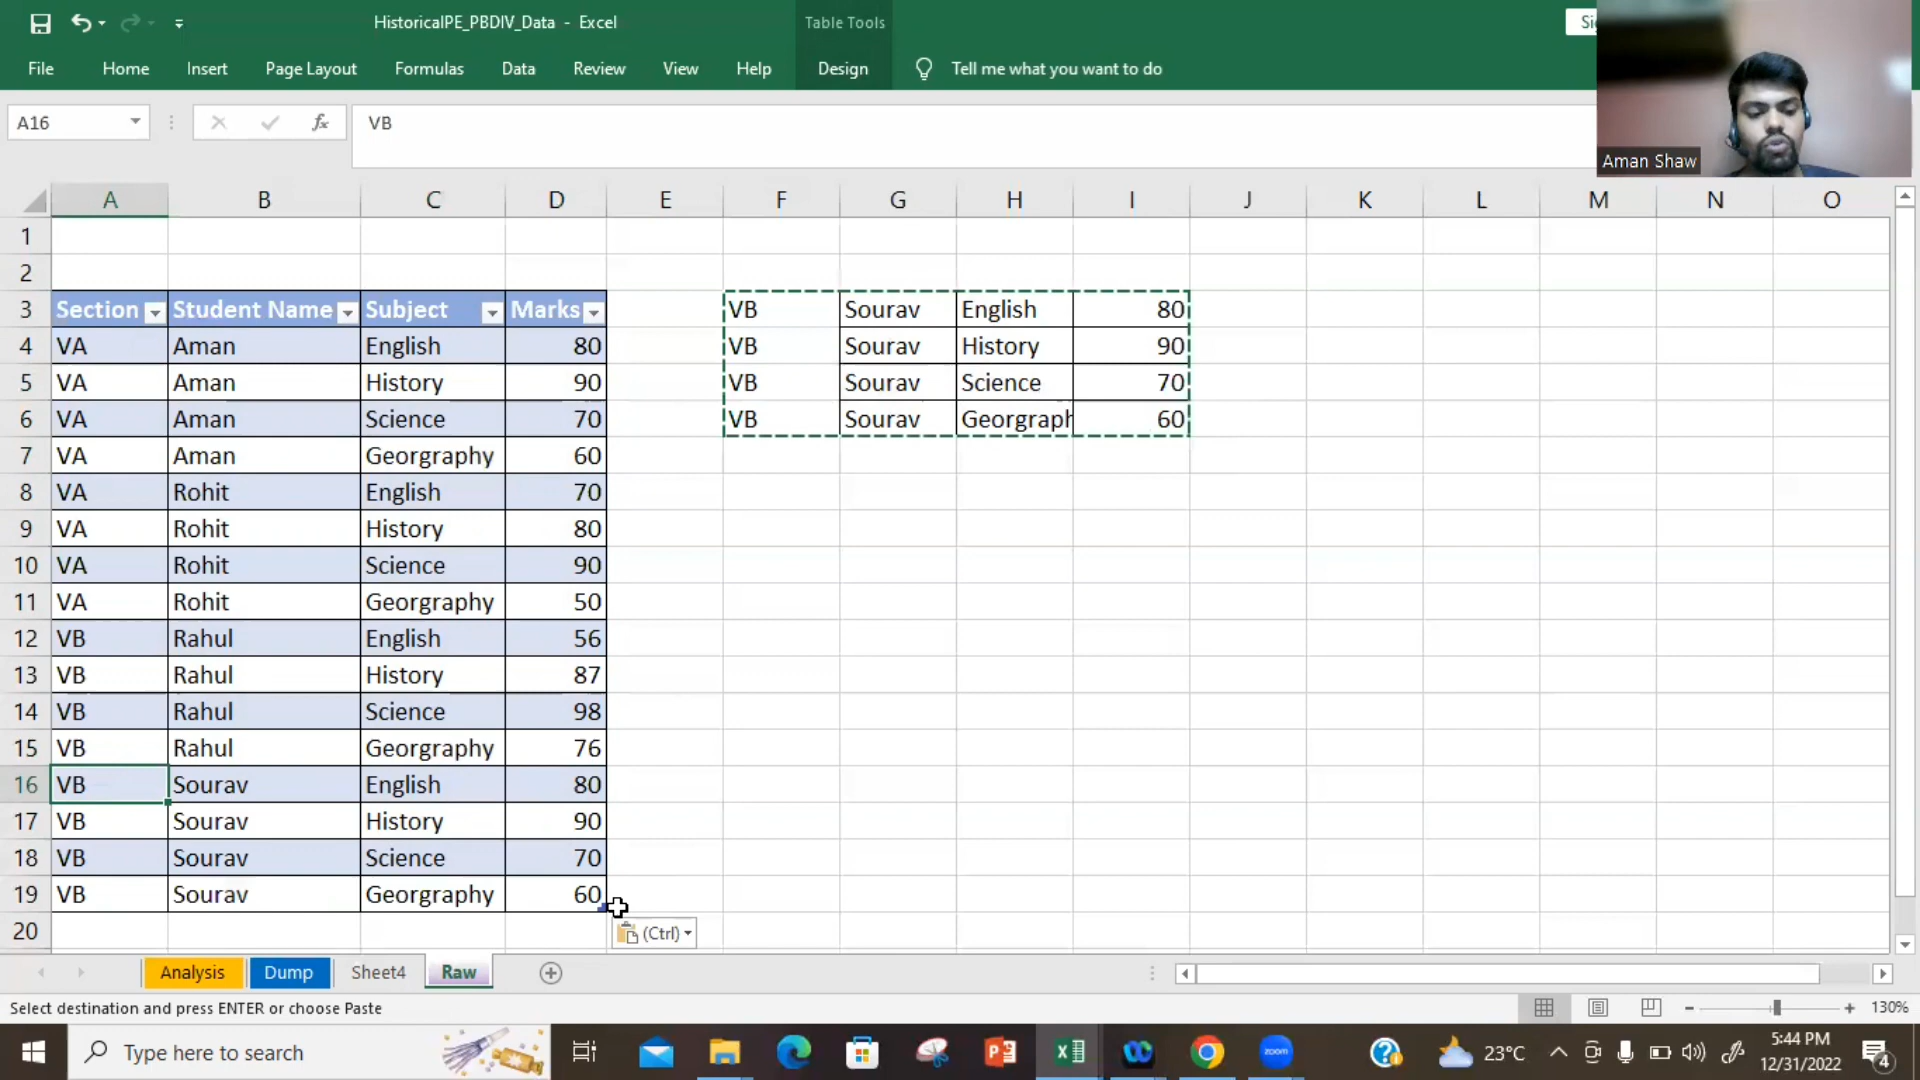 HistoricalPE_PBDIV_Data - Excel
Table Tools
File Home Insert Page Layout Formulas Data Review View Help Design Tell me what you want to do
Aman Shaw
A16 fx VB
A B C D E F G H I J K L M N O
1
2
3 Section Student Name Subject Marks VB Sourav English 80
4 VA Aman English 80 VB Sourav History 90
5 VA Aman History 90 VB Sourav Science 70
6 VA Aman Science 70 VB Sourav Georgraph 60
7 VA Aman Georgraphy 60
8 VA Rohit English 70
9 VA Rohit History 80
10 VA Rohit Science 90
11 VA Rohit Georgraphy 50
12 VB Rahul English 56
13 VB Rahul History 87
14 VB Rahul Science 98
15 VB Rahul Georgraphy 76
16 VB Sourav English 80
17 VB Sourav History 90
18 VB Sourav Science 70
19 VB Sourav Georgraphy 60
20
(Ctrl)
Analysis Dump Sheet4 Raw
Select destination and press ENTER or choose Paste
130%
Type here to search
zoom
23°C
5:44 PM
12/31/2022
4